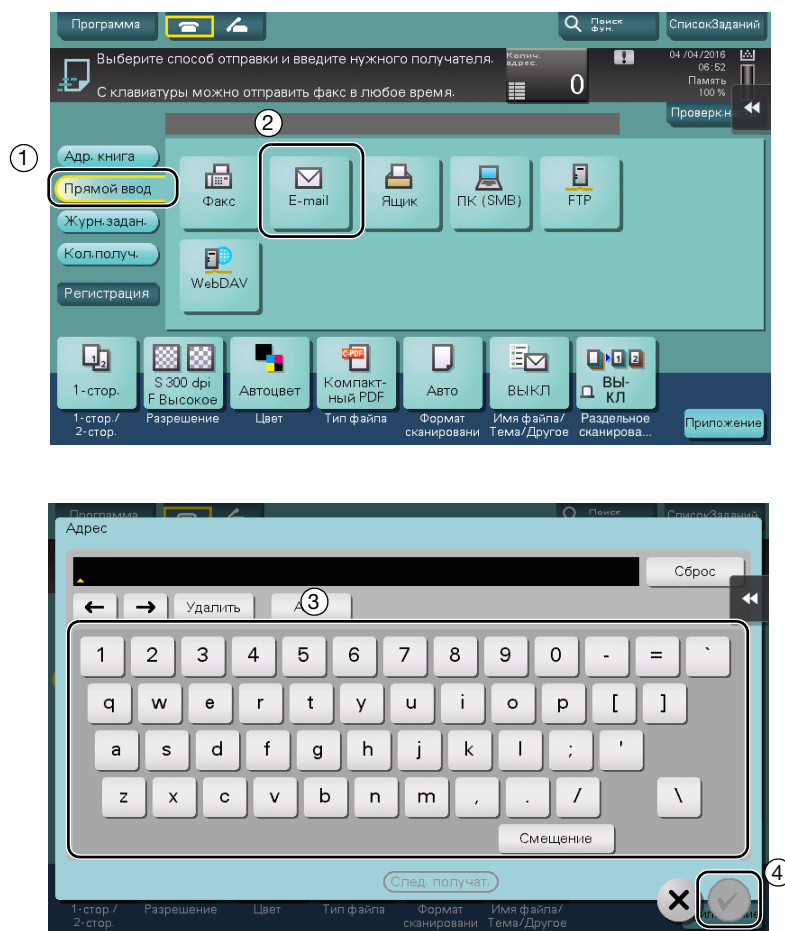 Программа
Поиск
фун.
СписокЗаданий
Выберите способ отправки и введите нужного получателя.
С клавиатуры можно отправить факс в любое время.
Колич.
адрес.
0
04/04/2016
06:52
Память
100 %
②
①
Адр. книга
Прямой ввод
Журн.задан.
Кол.получ.
Регистрация
Факс
E-mail
Ящик
ПК (SMB)
FTP
WebDAV
1-стор.
S 300 dpi
F Высокое
Автоцвет
Компакт-
ный PDF
Авто
ВЫКЛ
ВЫ-
КЛ
1-стор./
2-стор.
Разрешение
Цвет
Тип файла
Формат
сканировани
Имя файла/
Тема/Другое
Раздельное
сканирова...
Приложение
Программа
Поиск
СписокЗаданий
Адрес
Сброс
← → Удалить
③
1 2 3 4 5 6 7 8 9 0 - = `
q w e r t y u i o p [ ]
a s d f g h j k l ; '
z x c v b n m , . / \
Смещение
След. получат.
④
1-стор./
2-стор.
Разрешение
Цвет
Тип файла
Формат
сканировани
Имя файла/
Тема/Другое